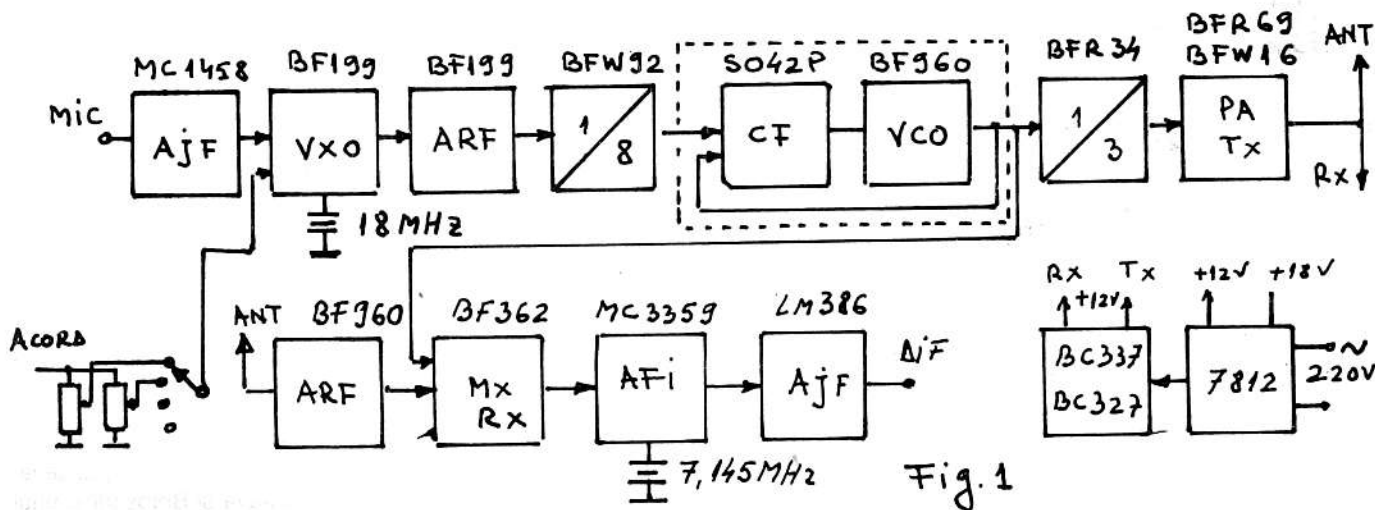 MC1458
BF199
BF199
BFW92
SO42P
BF960
BFR34
BFR69
BFW16
ANT
MiC
AjF
VXO
ARF
1/8
CF
VCO
1/3
PA
Tx
Rx
18 MHz
Rx
Tx
+12V
+18V
+12V
ANT
BF960
BF362
MC3359
LM386
ACORD
ARF
Mx
Rx
AFi
AjF
DiF
BC337
BC327
7812
~
220V
7,145MHz
Fig. 1